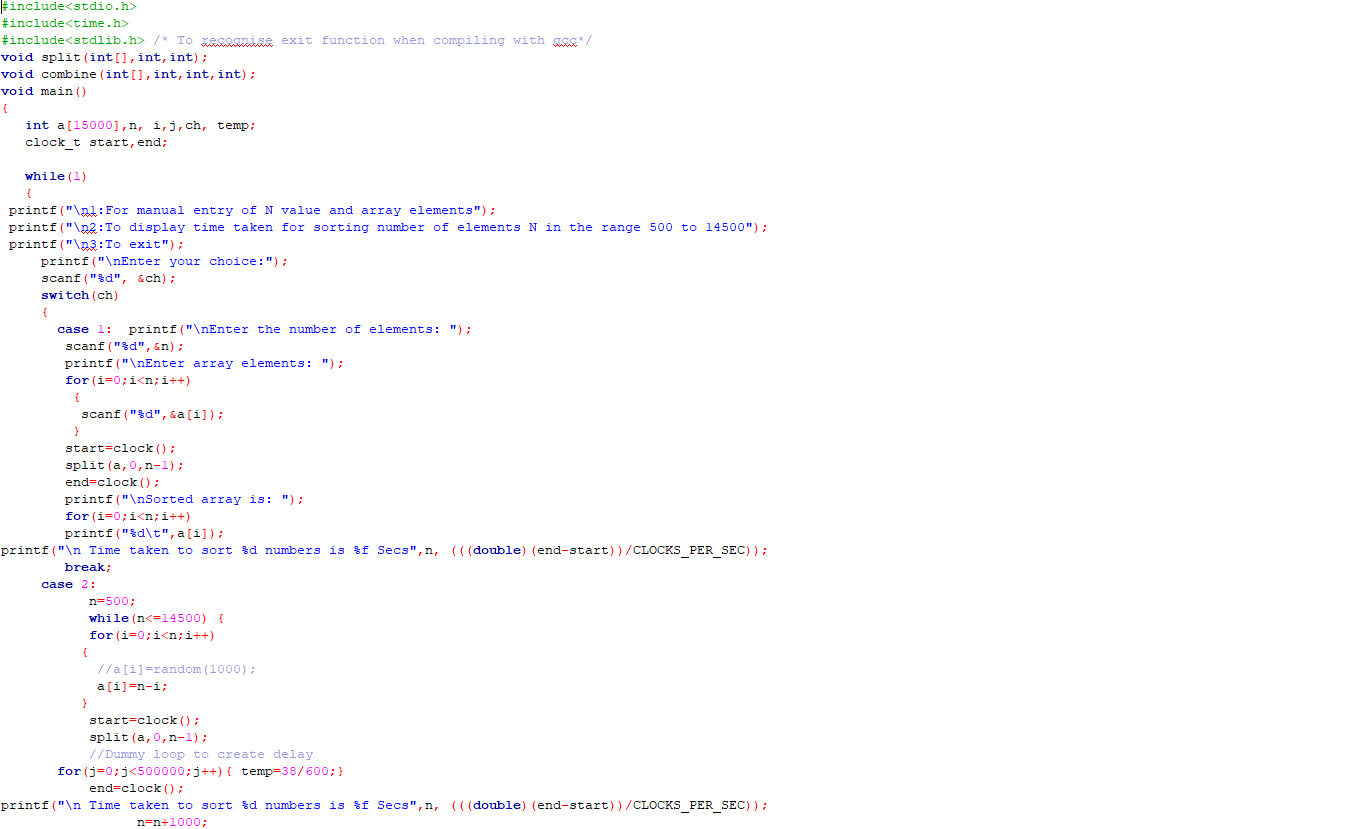 #include<stdio.h>
#include<time.h>
#include<stdlib.h> /* To recognise exit function when compiling with gcc*/
void split(int[],int,int);
void combine(int[],int,int,int);
void main()
{
   int a[15000],n, i,j,ch, temp;
   clock_t start,end;

   while(1)
   {
 printf("\n1:For manual entry of N value and array elements");
 printf("\n2:To display time taken for sorting number of elements N in the range 500 to 14500");
 printf("\n3:To exit");
     printf("\nEnter your choice:");
     scanf("%d", &ch);
     switch(ch)
     {
       case 1:  printf("\nEnter the number of elements: ");
        scanf("%d",&n);
        printf("\nEnter array elements: ");
        for(i=0;i<n;i++)
         {
          scanf("%d",&a[i]);
         }
        start=clock();
        split(a,0,n-1);
        end=clock();
        printf("\nSorted array is: ");
        for(i=0;i<n;i++)
        printf("%d\t",a[i]);
printf("\n Time taken to sort %d numbers is %f Secs",n, (((double)(end-start))/CLOCKS_PER_SEC));
        break;
     case 2:
           n=500;
           while(n<=14500) {
           for(i=0;i<n;i++)
          {
            //a[i]=random(1000);
            a[i]=n-i;
          }
           start=clock();
           split(a,0,n-1);
           //Dummy loop to create delay
       for(j=0;j<500000;j++){ temp=38/600;}
           end=clock();
printf("\n Time taken to sort %d numbers is %f Secs",n, (((double)(end-start))/CLOCKS_PER_SEC));
                 n=n+1000;